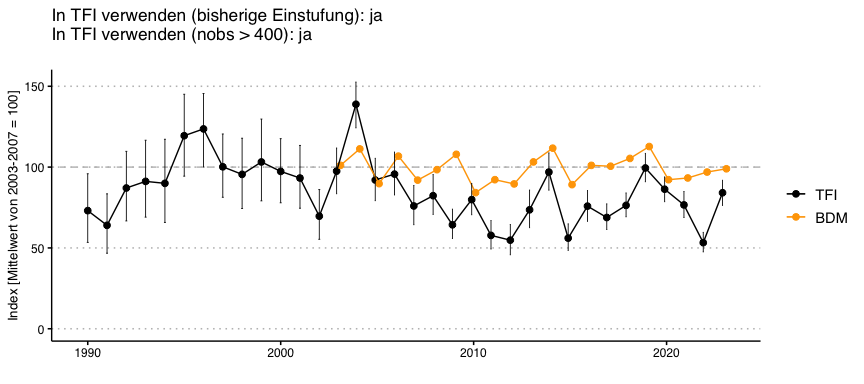 In TFI verwenden (bisherige Einstufung): ja
In TFI verwenden (nobs > 400): ja
Index [Mittelwert von 2003-2007 = 100]
150
100
50
0
1990
2000
2010
2020
TFI
BDM